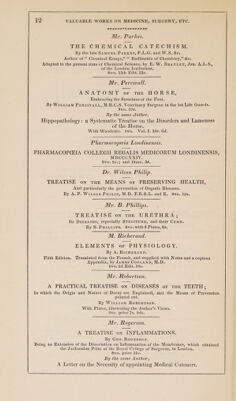 12 VALUABLE WORKS ON MEDICINE, SURGERY, ETC.
Mr. Parkes.
THE CHEMICAL CATECHISM.
By the late SAMUEL PARKES, F.L.G. and W.S. &c.
Author of "Chemical Essays," "Rudiments of Chemistry," &c.
Adapted to the present state of Chemical Science, by E. W. BRAYLEY, Jun. A.L.S.,
of the London Institution.
8vo. 13th Edit. 15s.
Mr. Percivall.
ANATOMY OF THE HORSE,
Embracing the Structure of the Foot.
By WILLIAM PERCIVALL, M.R.C.S. Veterinary Surgeon in the 1st Life Guards.
8vo. 20s.
By the same Author,
Hippopathology: a Systematic Treatise on the Disorders and Lameness
of the Horse.
With Woodcuts. 8vo. Vol. I. 10s. 6d.
Pharmacopœia Londinensis.
PHARMACOPŒIA COLLEGII REGALIS MEDICORUM LONDINENSIS,
MDCCCXXIV.
8vo. 9s.; and 18mo. 5s.
Dr. Wilson Philip.
TREATISE ON THE MEANS OF PRESERVING HEALTH,
And particularly the prevention of Organic Diseases.
By A. P. WILSON PHILIP, M.D. F.R.S.L. and E. 8vo. 12s.
Mr. B. Phillips.
TREATISE ON THE URETHRA;
Its DISEASES, especially STRICTURE, and their CURE.
By B. PHILLIPS. 8vo. with 6 Plates, 8s.
M. Richerand.
ELEMENTS OF PHYSIOLOGY.
By A. RICHERAND.
Fifth Edition. Translated from the French, and supplied with Notes and a copious
Appendix, by JAMES COPLAND, M.D.
8vo. 2d Edit. 18s.
Mr. Robertson.
A PRACTICAL TREATISE ON DISEASES OF THE TEETH;
In which the Origin and Nature of Decay are Explained, and the Means of Prevention
pointed out.
By WILLIAM ROBERTSON.
With Plates, illustrating the Author's Views.
8vo. price 7s. bds.
Mr. Rogerson.
A TREATISE ON INFLAMMATIONS.
By GEO. ROGERSON.
Being an Extension of the Dissertation on Inflammation of the Membranes, which obtained
the Jacksonian Prize at the Royal College of Surgeons, in London.
8vo. price 15s.
By the same Author,
A Letter on the Necessity of appointing Medical Coroners.